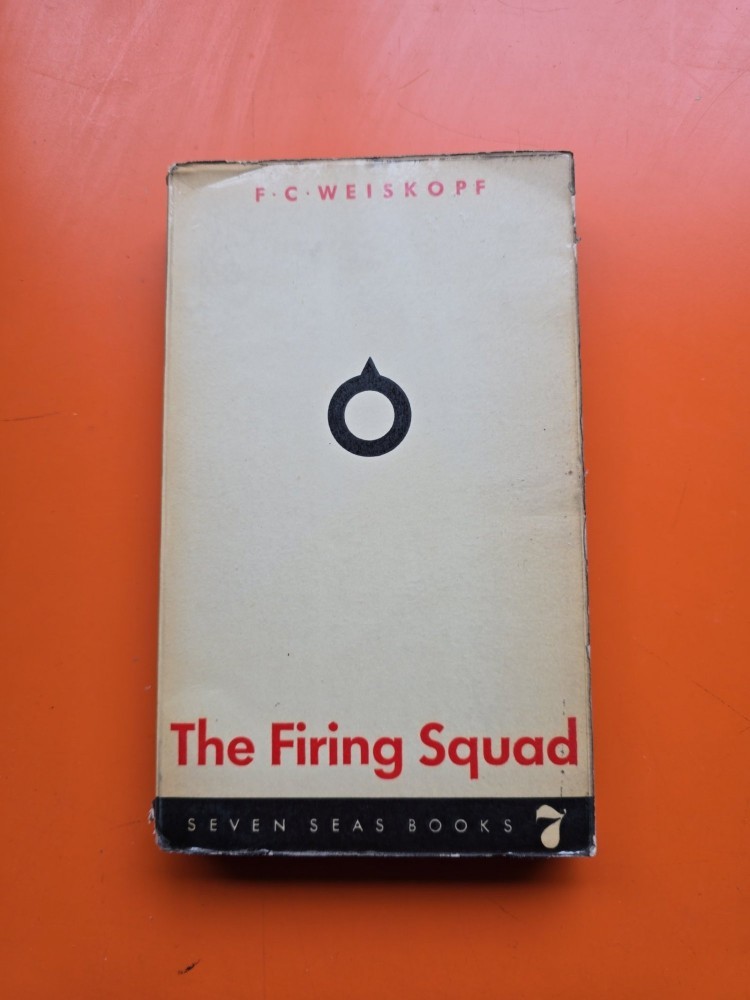 F·C·WEISKOPF
The Firing Squad
SEVEN SEAS BOOKS 7